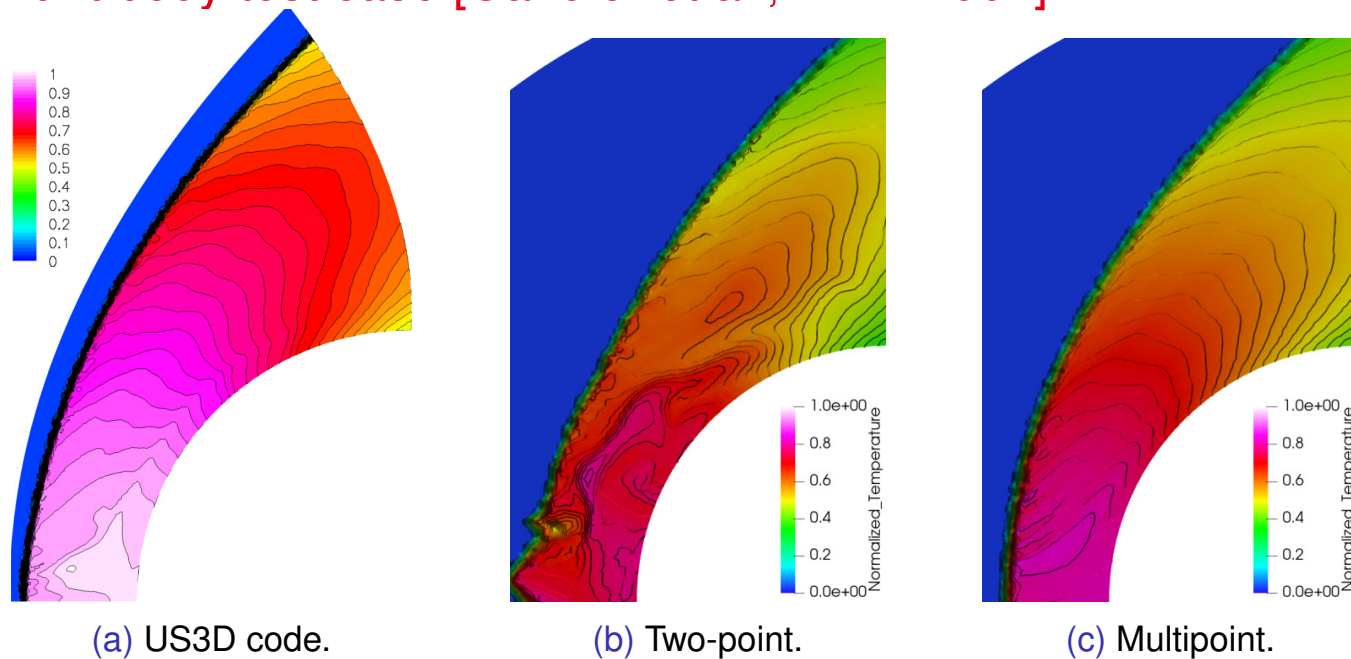 1
0.9
0.8
0.7
0.6
0.5
0.4
0.3
0.2
0.1
0
1.0e+00
0.8
0.6
0.4
0.2
0.0e+00
Normalized_Temperature
1.0e+00
0.8
0.6
0.4
0.2
0.0e+00
Normalized_Temperature
(a) US3D code.
(b) Two-point.
(c) Multipoint.